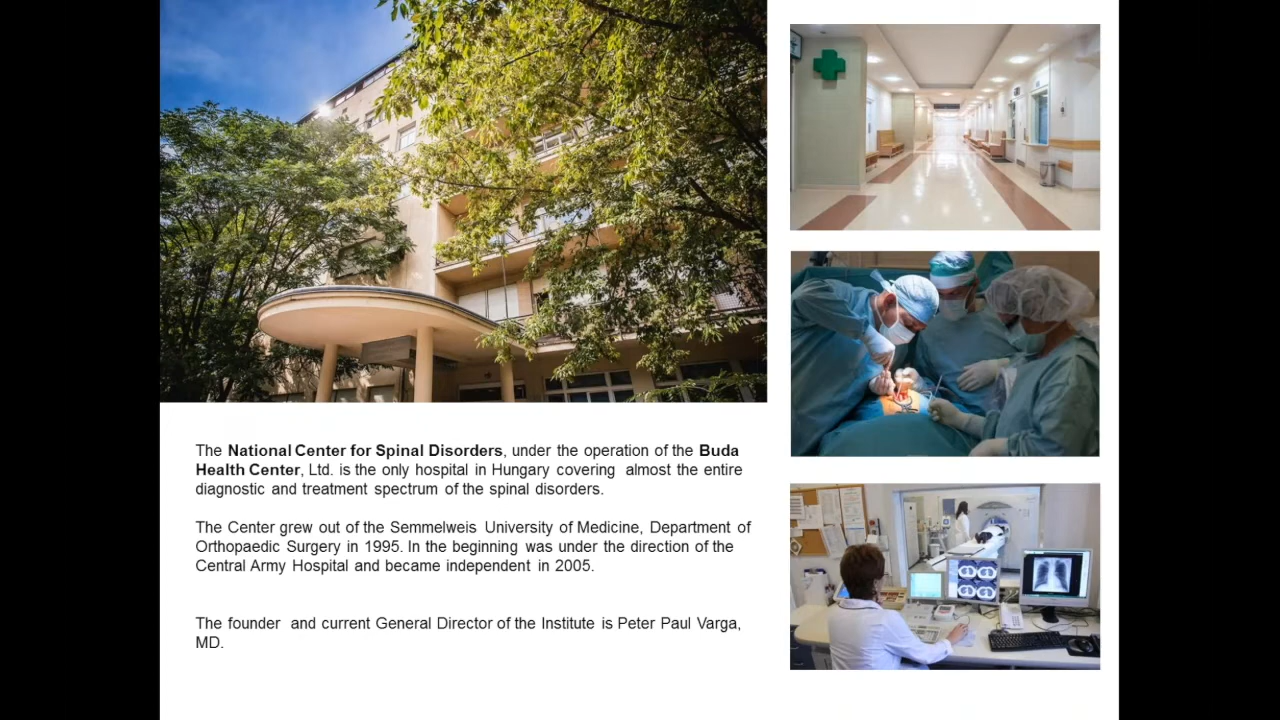 The National Center for Spinal Disorders, under the operation of the Buda
Health Center, Ltd. is the only hospital in Hungary covering almost the entire
diagnostic and treatment spectrum of the spinal disorders.
The Center grew out of the Semmelweis University of Medicine, Department of
Orthopaedic Surgery in 1995. In the beginning was under the direction of the
Central Army Hospital and became independent in 2005.
The founder and current General Director of the Institute is Peter Paul Varga,
MD.